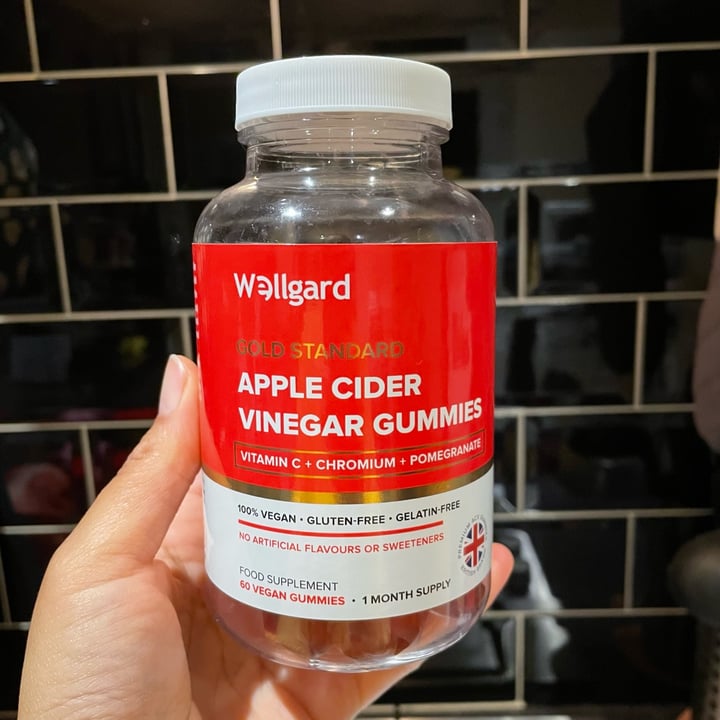 Wellgard
GOLD STANDARD
APPLE CIDER
VINEGAR GUMMIES
VITAMIN C + CHROMIUM + POMEGRANATE
100% VEGAN • GLUTEN-FREE • GELATIN-FREE
NO ARTIFICIAL FLAVOURS OR SWEETENERS
FOOD SUPPLEMENT
60 VEGAN GUMMIES • 1 MONTH SUPPLY
PREMIUM